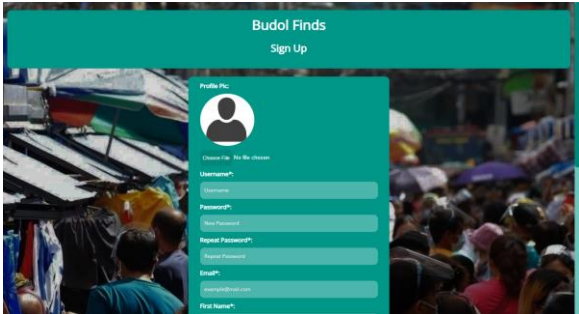 Budol Finds
Sign Up
Profile Pic:
Choose File No file chosen
Username*:
Username
Password*:
New Password
Repeat Password*:
Repeat Password
Email*:
example@mail.com
First Name*: